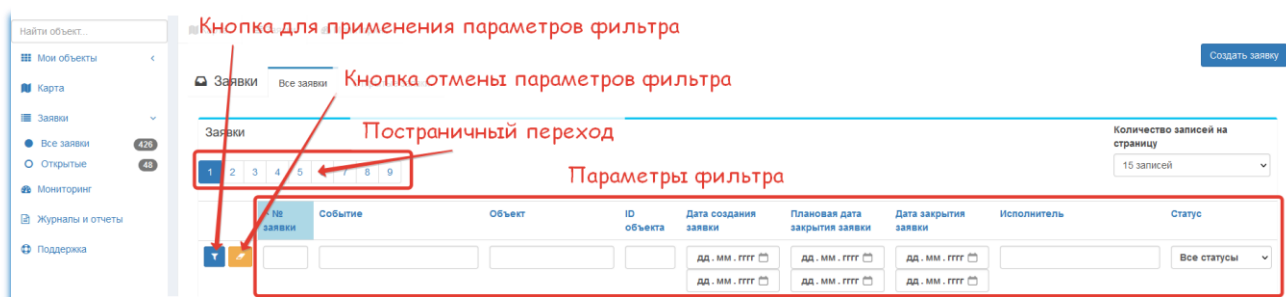 Кнопка для применения параметров фильтра
Найти объект...
Мои объекты
Создать заявку
Кнопка отмены параметров фильтра
Заявки
Все заявки
Карта
Заявки
Постраничный переход
Заявки
Количество записей на
страницу
Все заявки 426
15 записей
Открытые 48
1 2 3 4 5 7 8 9
Параметры фильтра
Мониторинг
Журналы и отчеты
№
заявки
Событие
Объект
ID
объекта
Дата создания
заявки
Плановая дата
закрытия заявки
Дата закрытия
заявки
Исполнитель
Статус
Поддержка
дд.мм.гггг
дд.мм.гггг
дд.мм.гггг
Все статусы
дд.мм.гггг
дд.мм.гггг
дд.мм.гггг